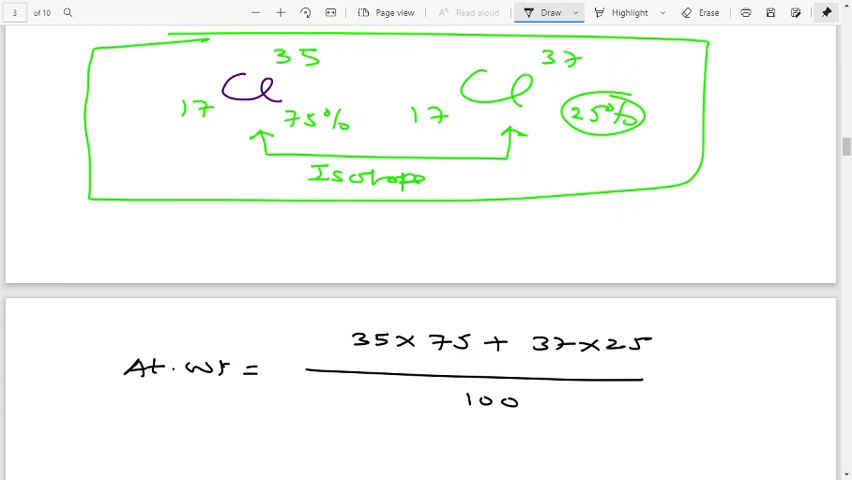 3 of 10 Page view Read aloud Draw Highlight Erase
35 37
Cl Cl
17 75% 17 25%
Isotope
35 × 75 + 37 × 25
At. wt =
100